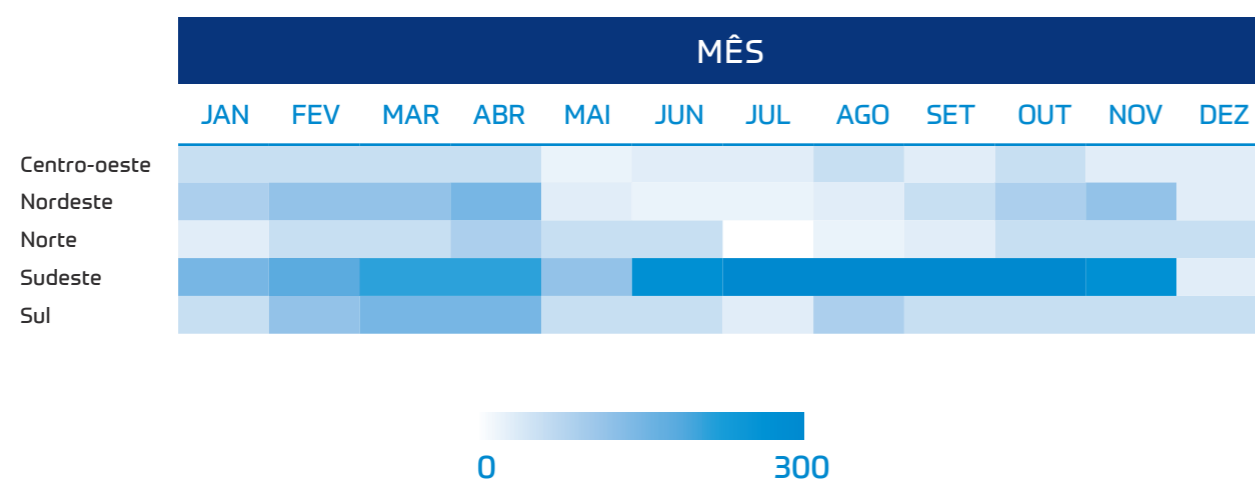 MÊS
JAN FEV MAR ABR MAI JUN JUL AGO SET OUT NOV DEZ
Centro-oeste
Nordeste
Norte
Sudeste
Sul
0 300